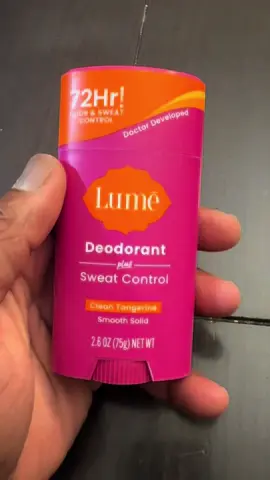 72Hr!
ODOR & SWEAT
CONTROL
Doctor Developed
Lumē
Deodorant
plus
Sweat Control
Clean Tangerine
Smooth Solid
2.6 OZ (75g) NET WT